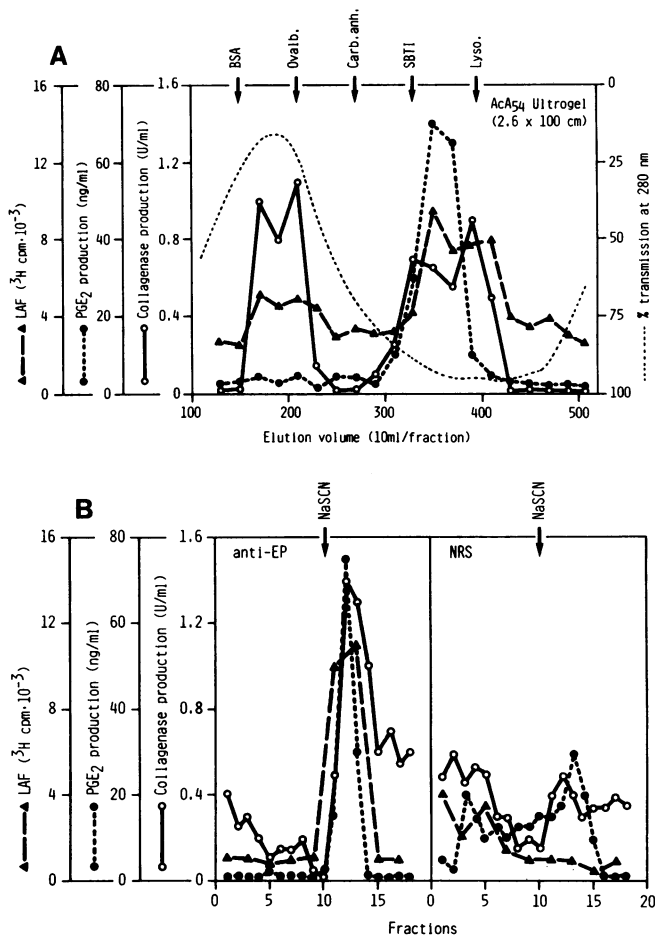 A
BSA
Ovalb.
Carb.anh.
SBTI
Lyso.
16
80
1.6
0
AcA54 Ultrogel
(2.6 x 100 cm)
12
60
1.2
25
8
40
0.8
50
4
20
0.4
75
0
0
0
100
LAF (3H cpm·10-3)
PGE2 production (ng/ml)
Collagenase production (U/ml)
% transmission at 280 nm
100
200
300
400
500
Elution volume (10ml/fraction)
B
NaSCN
NaSCN
16
80
1.6
anti-EP
NRS
12
60
1.2
8
40
0.8
4
20
0.4
0
0
0
LAF (3H cpm·10-3)
PGE2 production (ng/ml)
Collagenase production (U/ml)
0
5
10
15
0
5
10
15
20
Fractions